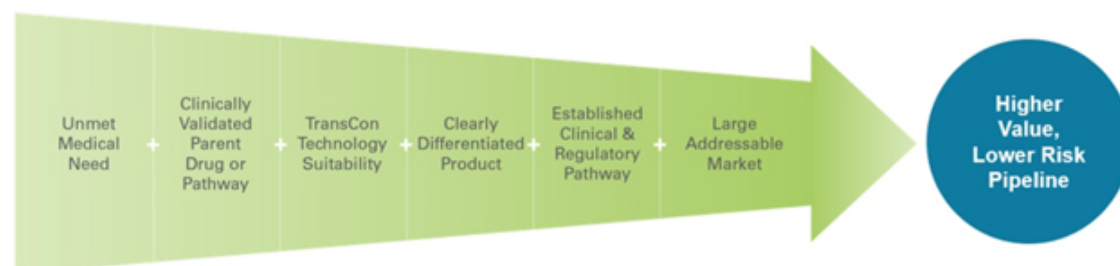 Unmet
Medical
Need
+
Clinically
Validated
Parent
Drug or
Pathway
+
TransCon
Technology
Suitability
+
Clearly
Differentiated
Product
+
Established
Clinical &
Regulatory
Pathway
+
Large
Addressable
Market
Higher
Value,
Lower Risk
Pipeline